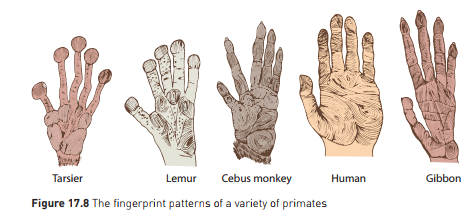 Tarsier Lemur Cebus monkey Human Gibbon
Figure 17.8 The fingerprint patterns of a variety of primates